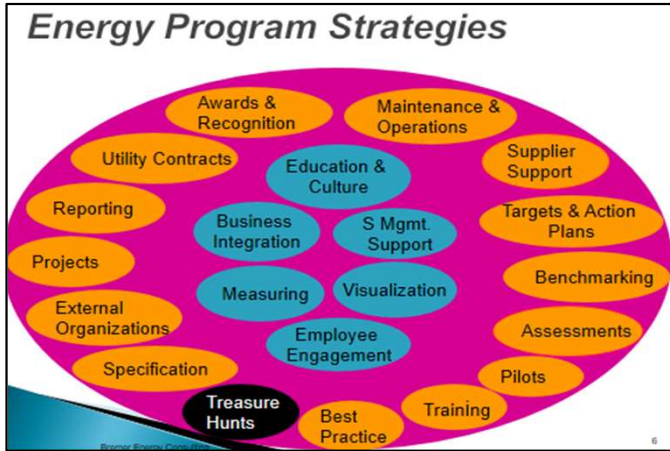 Energy Program Strategies
Awards &
Recognition
Maintenance &
Operations
Utility Contracts
Education &
Culture
Supplier
Support
Reporting
Business
Integration
S Mgmt.
Support
Targets & Action
Plans
Projects
Measuring
Visualization
Benchmarking
External
Organizations
Employee
Engagement
Assessments
Specification
Pilots
Treasure
Hunts
Best
Practice
Training
Energy Consulting
6